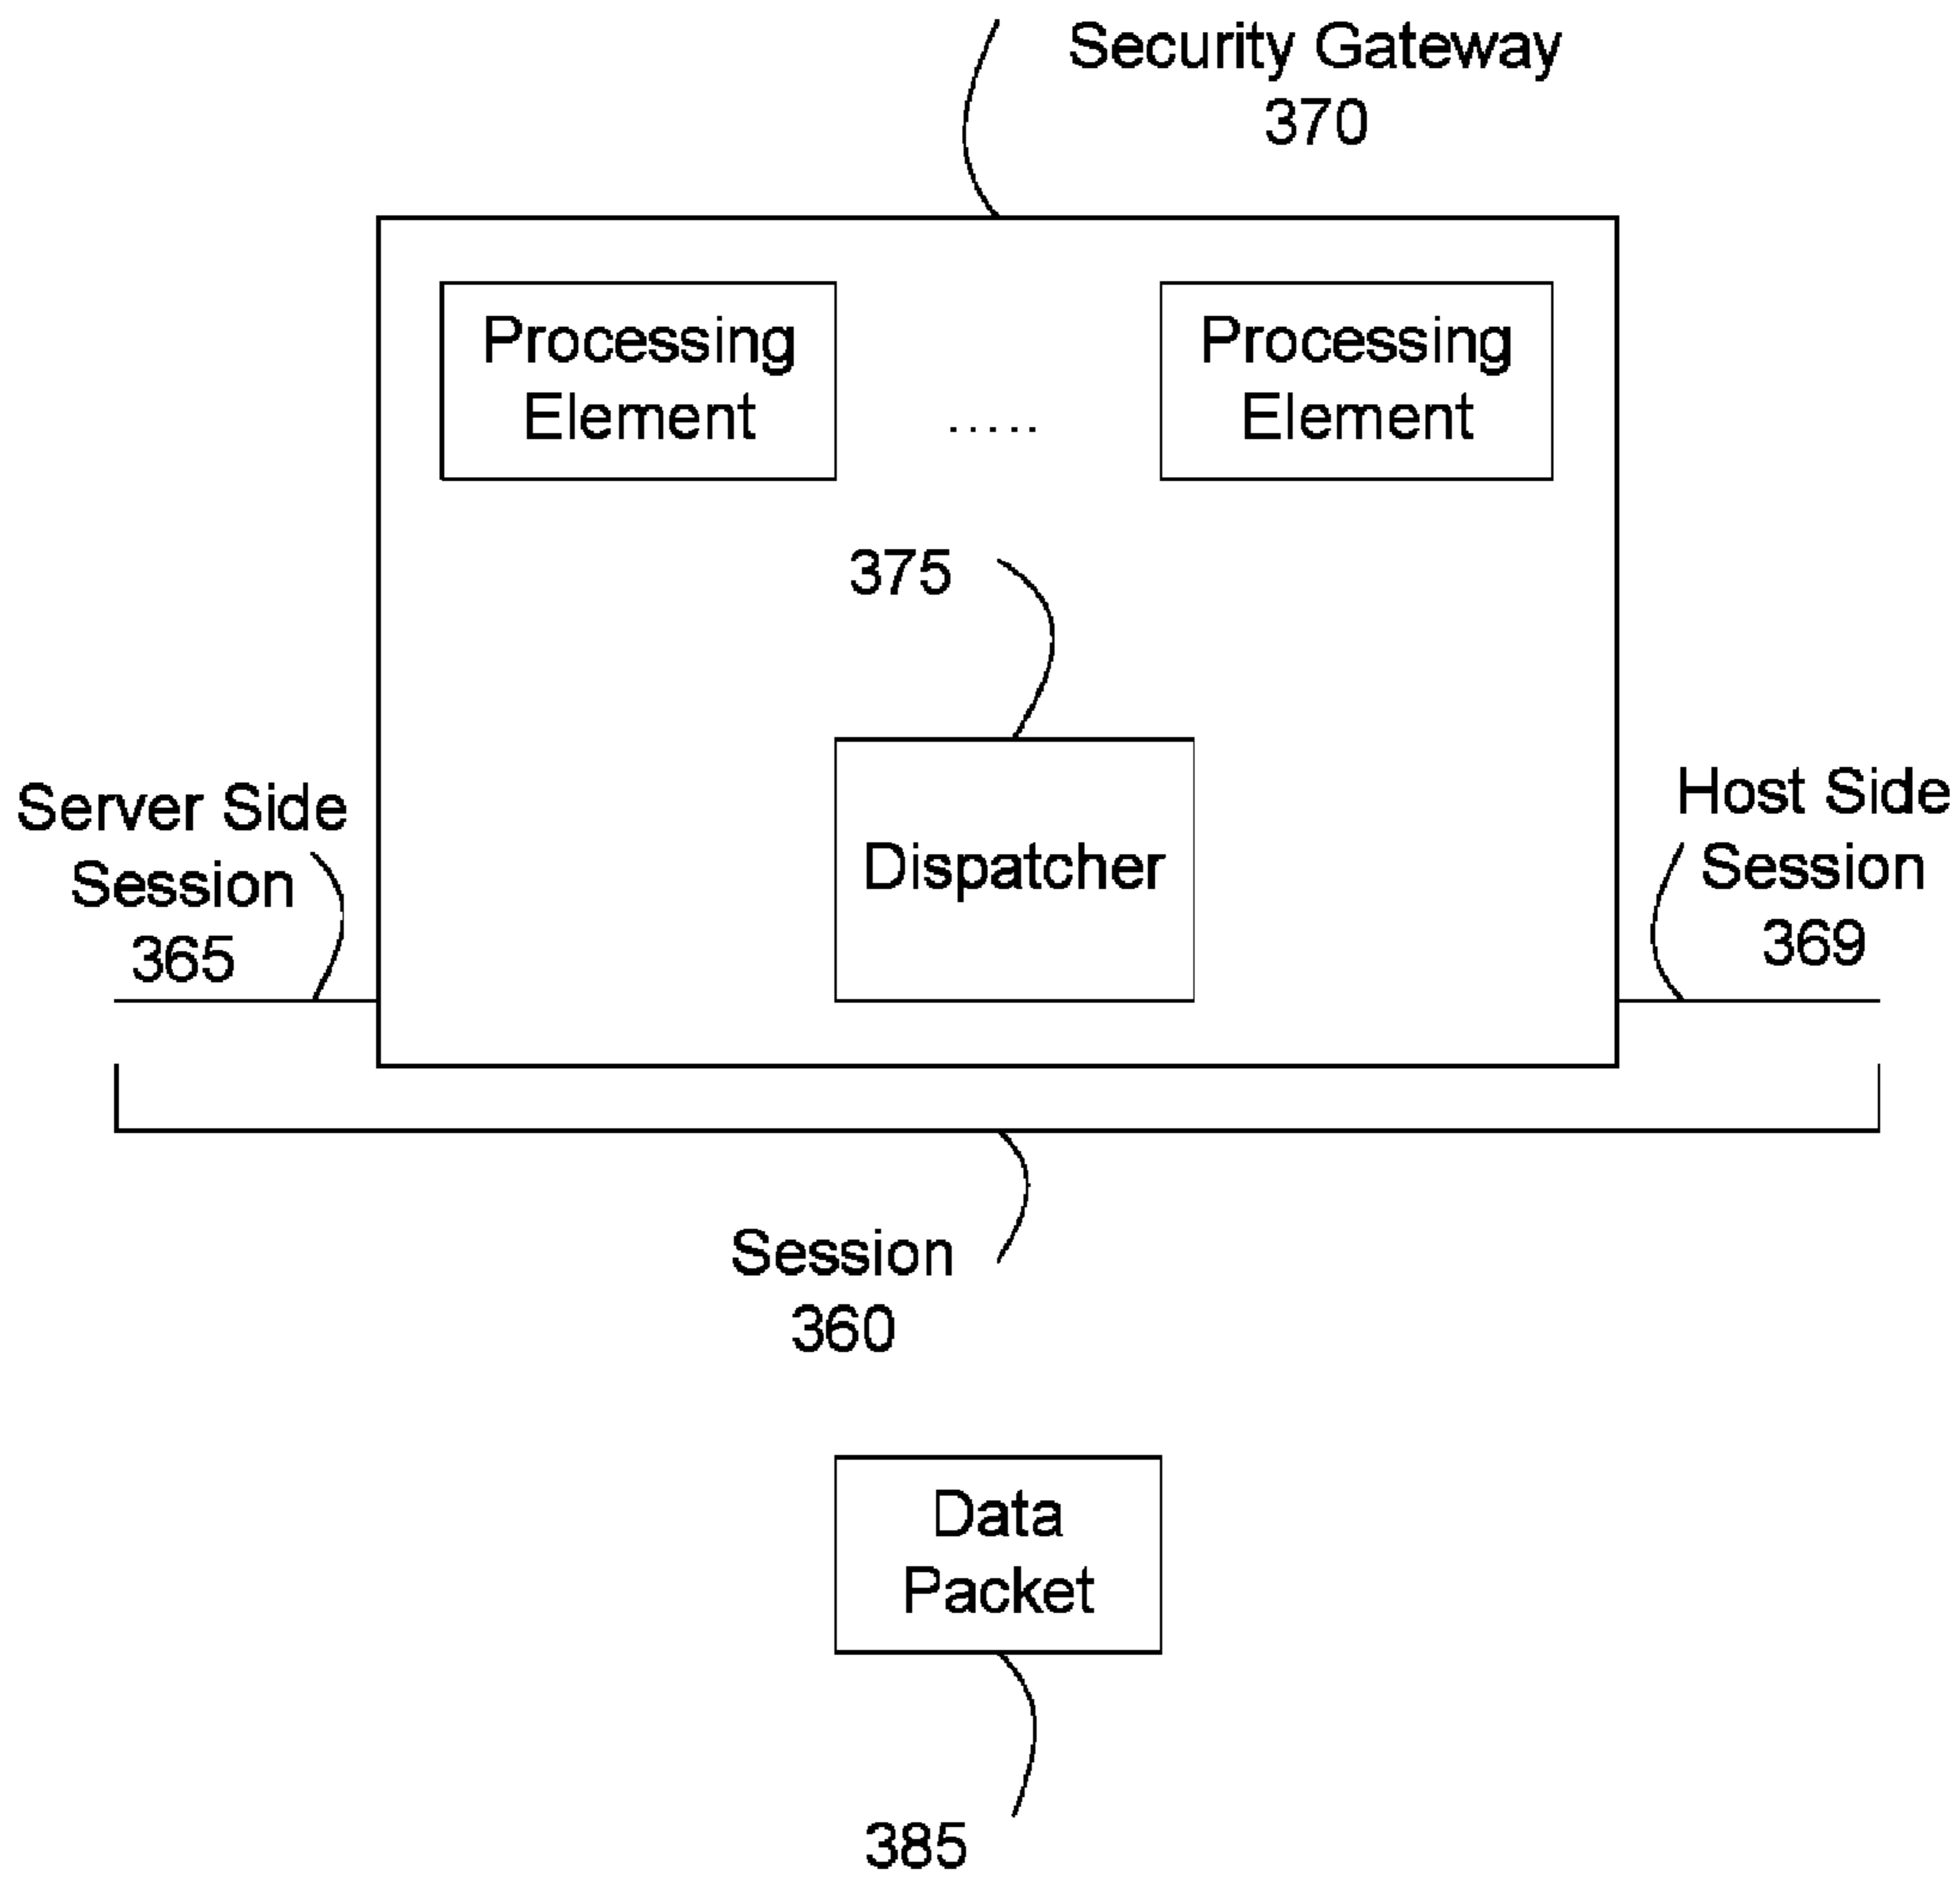 Security Gateway
370
Processing
Element
.....
Processing
Element
375
Dispatcher
Server Side
Session
365
Host Side
Session
369
Session
360
Data
Packet
385